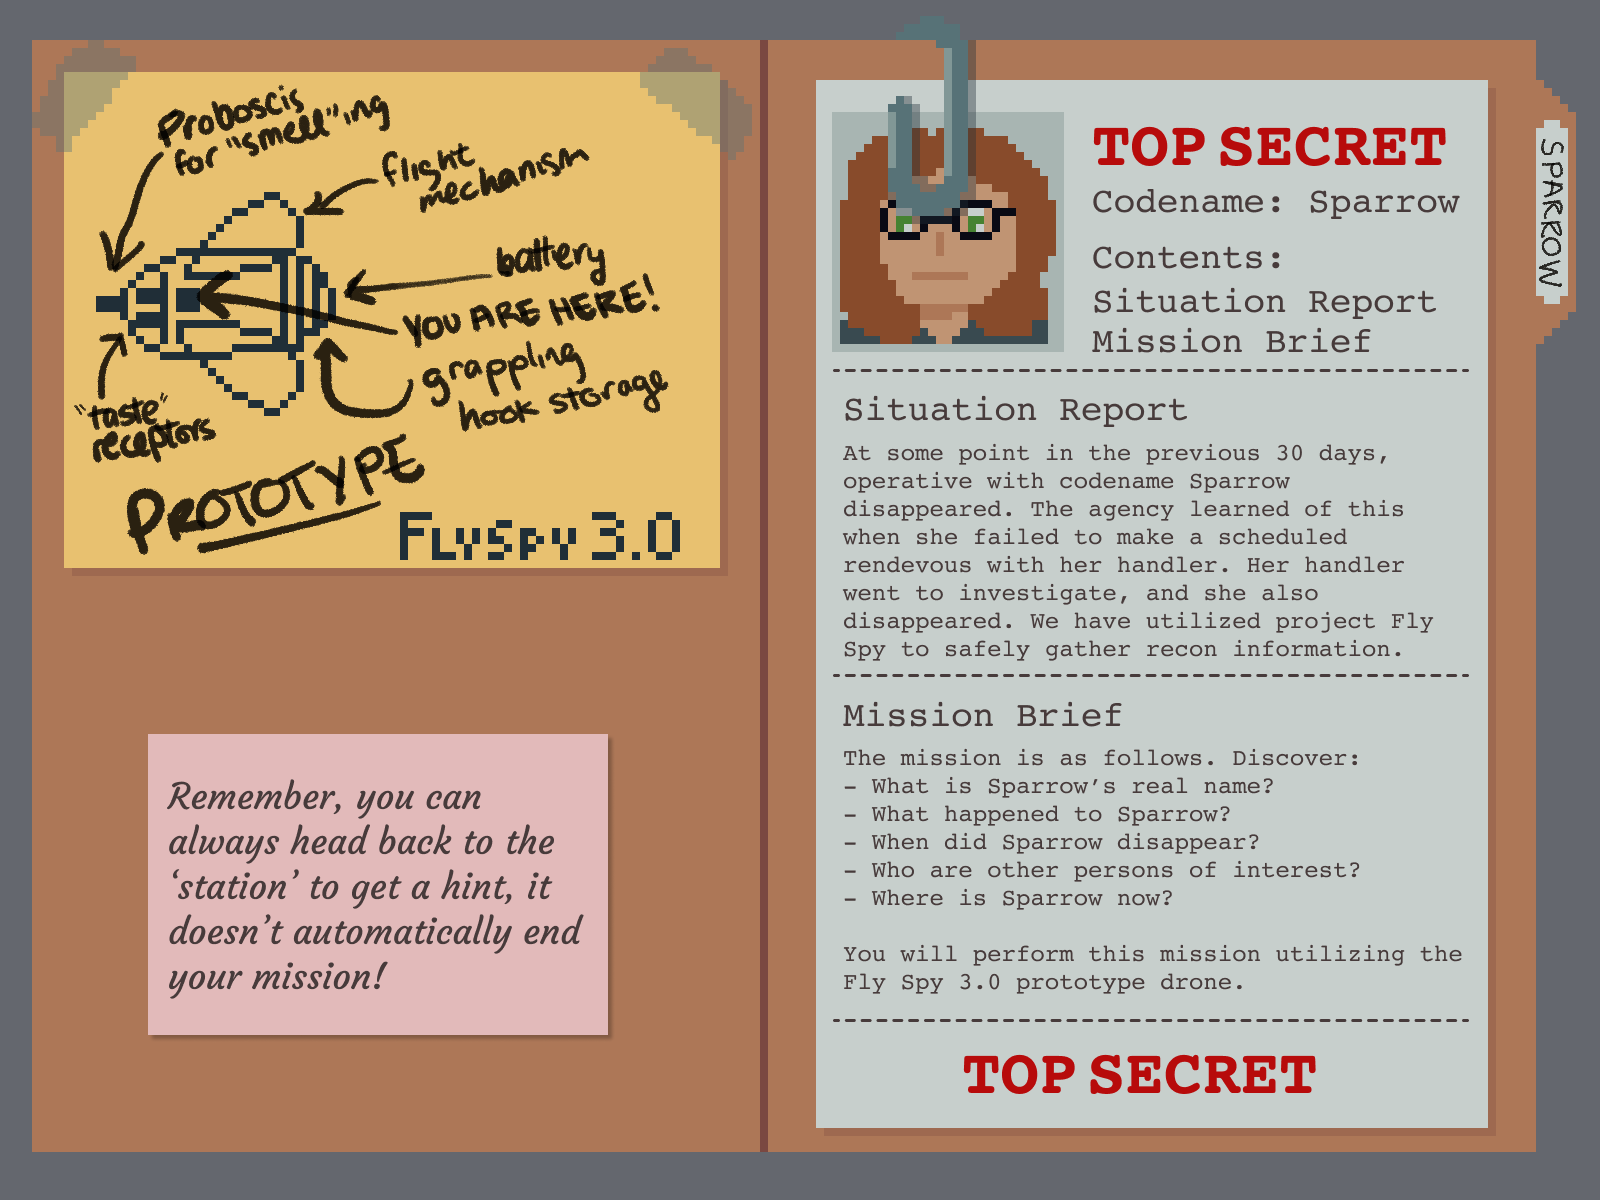 Proboscis
for "smell"ing
flight
mechanism
battery
YOU ARE HERE!
grappling
hook storage
"taste"
receptors
PROTOTYPE
FLySpy 3.0
Remember, you can
always head back to the
‘station’ to get a hint, it
doesn’t automatically end
your mission!
TOP SECRET
Codename: Sparrow
Contents:
Situation Report
Mission Brief
Situation Report
At some point in the previous 30 days,
operative with codename Sparrow
disappeared. The agency learned of this
when she failed to make a scheduled
rendevous with her handler. Her handler
went to investigate, and she also
disappeared. We have utilized project Fly
Spy to safely gather recon information.
Mission Brief
The mission is as follows. Discover:
– What is Sparrow’s real name?
– What happened to Sparrow?
– When did Sparrow disappear?
– Who are other persons of interest?
– Where is Sparrow now?
You will perform this mission utilizing the
Fly Spy 3.0 prototype drone.
TOP SECRET
SPARROW